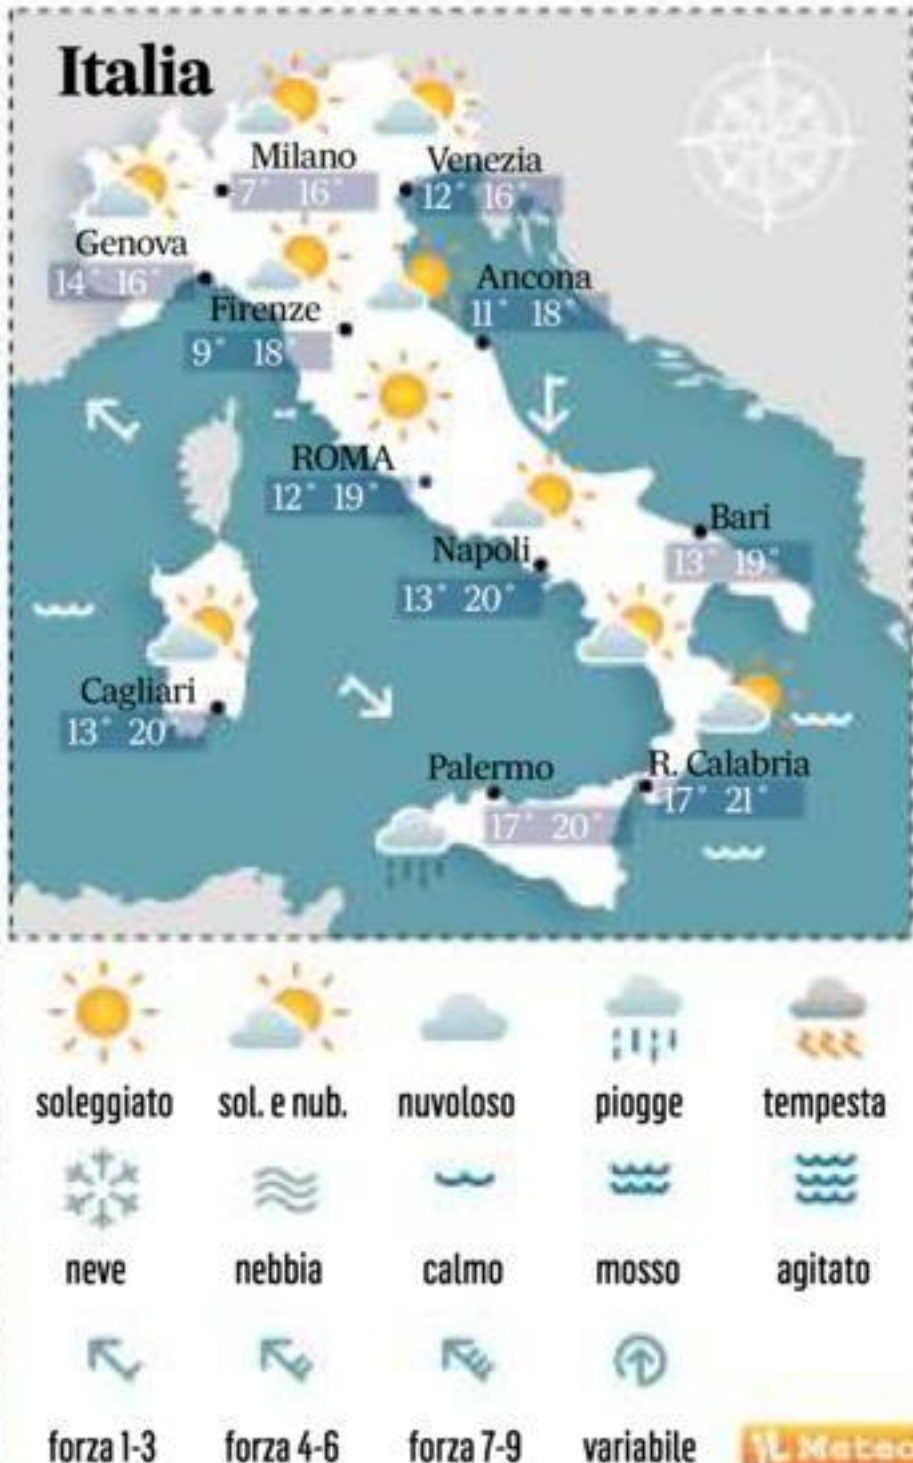 Italia
Milano
7° 16°
Venezia
12° 16°
Genova
14° 16°
Firenze
9° 18°
Ancona
11° 18°
ROMA
12° 19°
Bari
13° 19°
Napoli
13° 20°
Cagliari
13° 20°
Palermo
17° 20°
R. Calabria
17° 21°
soleggiato sol. e nub. nuvoloso piogge tempesta
neve nebbia calmo mosso agitato
forza 1-3 forza 4-6 forza 7-9 variabile